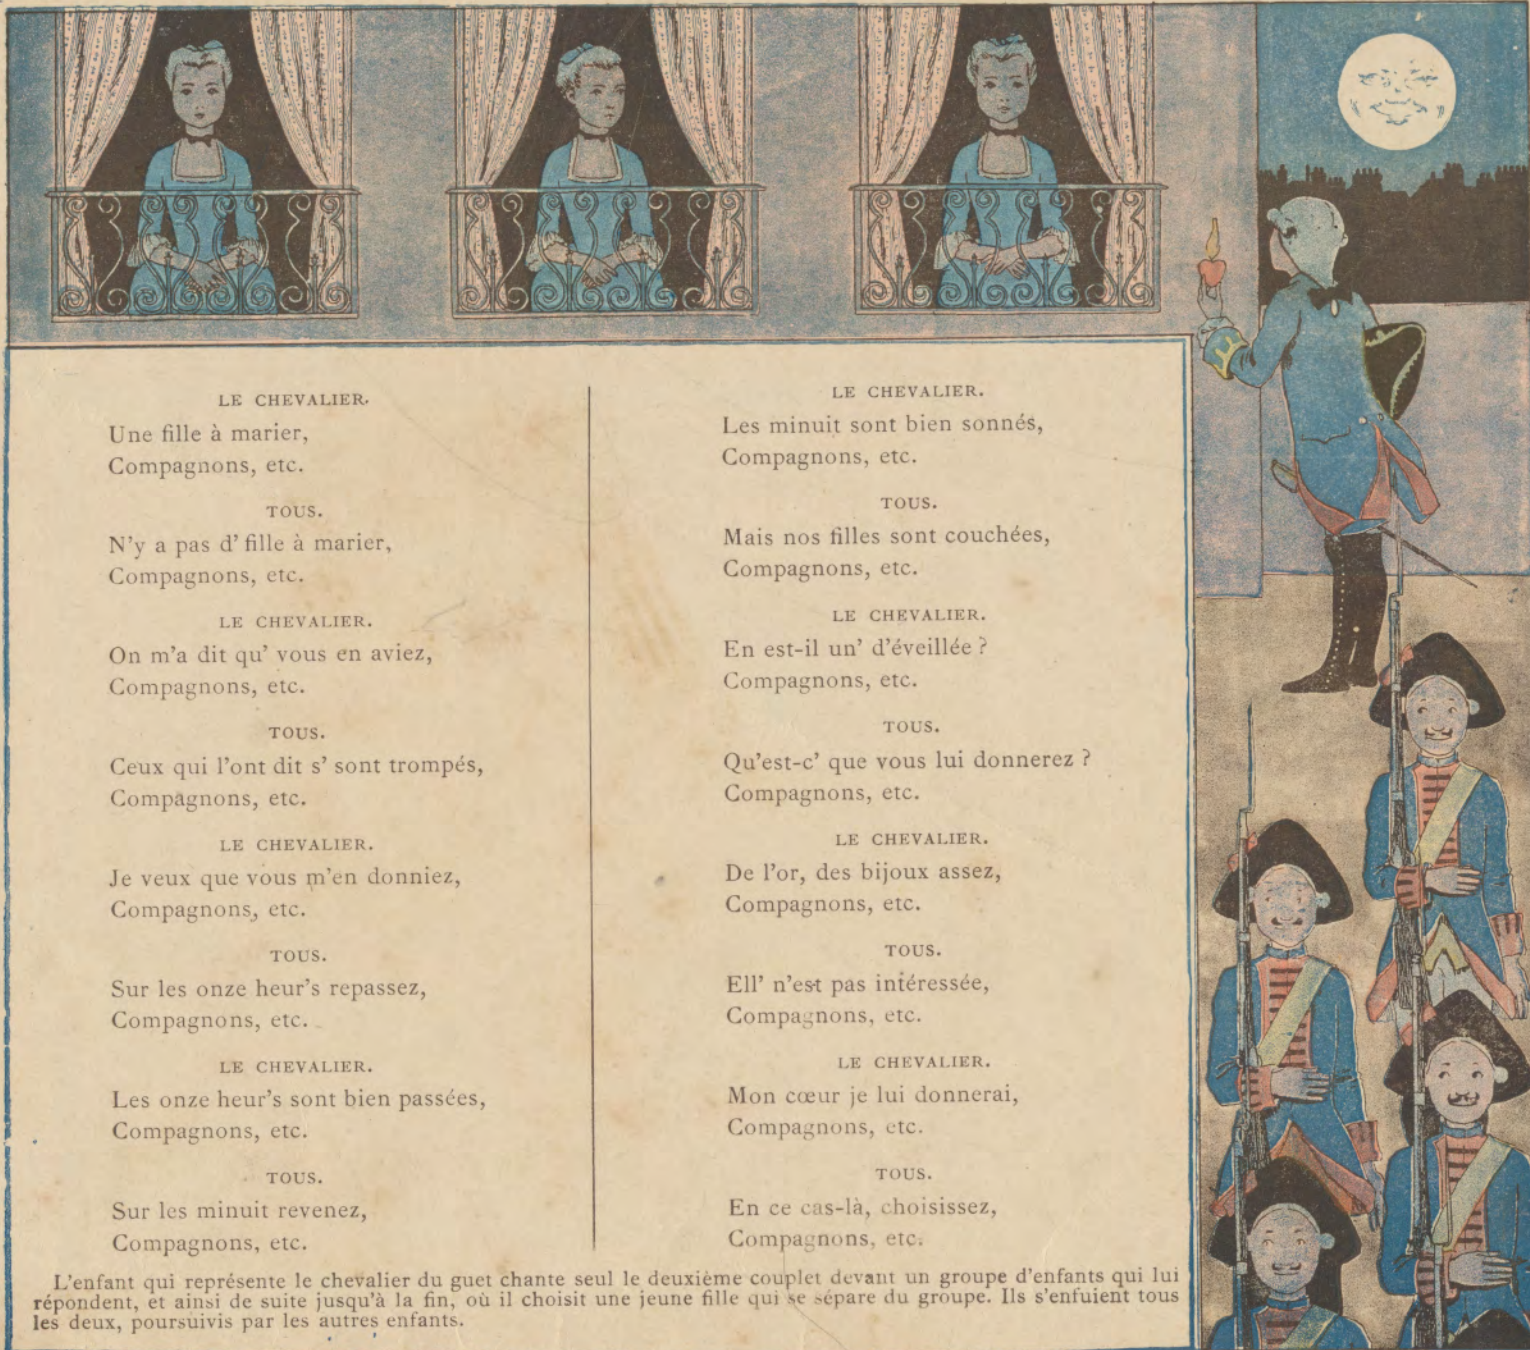 LE CHEVALIER.
Une fille à marier,
Compagnons, etc.
TOUS.
N'y a pas d' fille à marier,
Compagnons, etc.
LE CHEVALIER.
On m'a dit qu' vous en aviez,
Compagnons, etc.
TOUS.
Ceux qui l'ont dit s' sont trompés,
Compagnons, etc.
LE CHEVALIER.
Je veux que vous m'en donniez,
Compagnons, etc.
TOUS.
Sur les onze heur's repassez,
Compagnons, etc.
LE CHEVALIER.
Les onze heur's sont bien passées,
Compagnons, etc.
TOUS.
Sur les minuit revenez,
Compagnons, etc.
LE CHEVALIER.
Les minuit sont bien sonnés,
Compagnons, etc.
TOUS.
Mais nos filles sont couchées,
Compagnons, etc.
LE CHEVALIER.
En est-il un' d'éveillée ?
Compagnons, etc.
TOUS.
Qu'est-c' que vous lui donnerez ?
Compagnons, etc.
LE CHEVALIER.
De l'or, des bijoux assez,
Compagnons, etc.
TOUS.
Ell' n'est pas intéressée,
Compagnons, etc.
LE CHEVALIER.
Mon cœur je lui donnerai,
Compagnons, etc.
TOUS.
En ce cas-là, choisissez,
Compagnons, etc.
L'enfant qui représente le chevalier du guet chante seul le deuxième couplet devant un groupe d'enfants qui lui
répondent, et ainsi de suite jusqu'à la fin, où il choisit une jeune fille qui se sépare du groupe. Ils s'enfuient tous
les deux, poursuivis par les autres enfants.